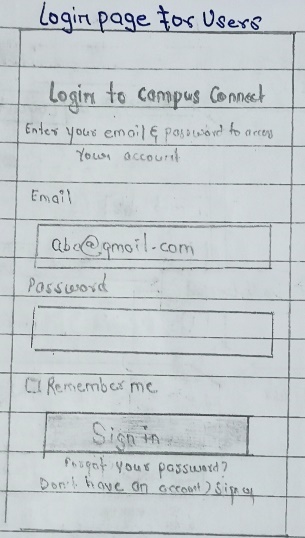 Login page for Users
Login to campus Connect
Enter your email & password to access
Your account
Email
abc@gmail.com
Password
Remember me
Sign in
Forgot your password?
Don't have an account? Sign up